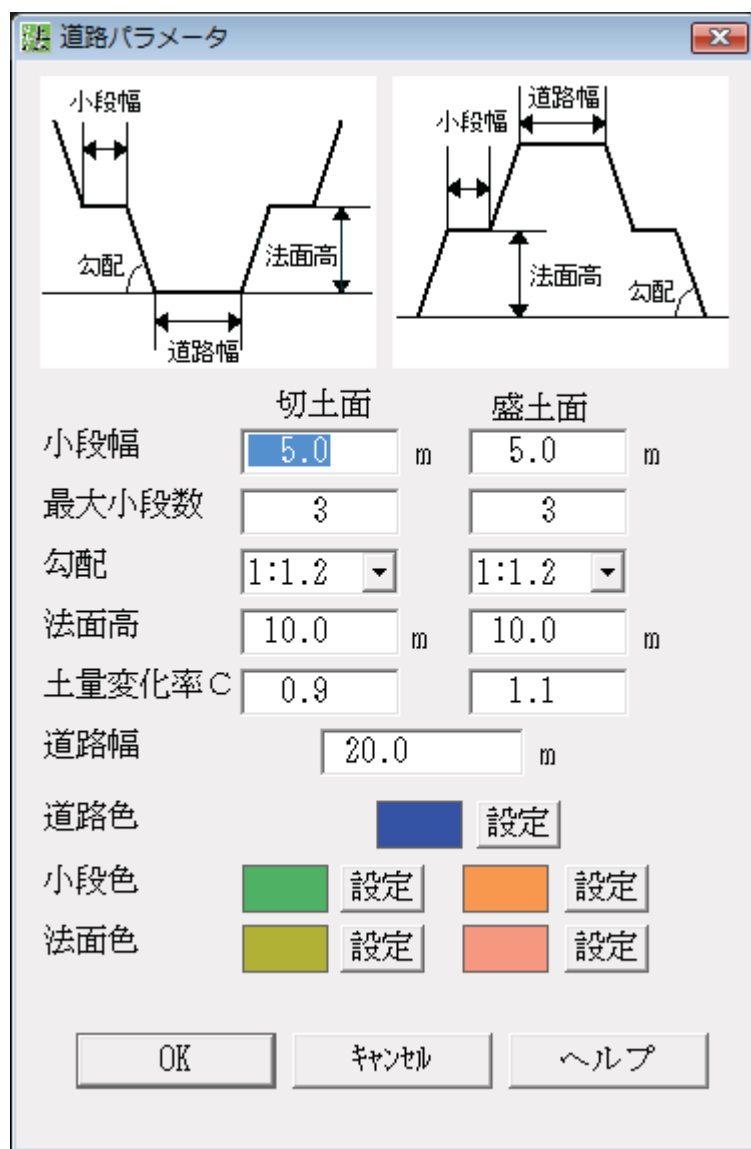 法 道路パラメータ
小段幅
勾配
法面高
道路幅
道路幅
小段幅
法面高
勾配
切土面 盛土面
小段幅 5.0 m 5.0 m
最大小段数 3 3
勾配 1:1.2 1:1.2
法面高 10.0 m 10.0 m
土量変化率C 0.9 1.1
道路幅 20.0 m
道路色 設定
小段色 設定 設定
法面色 設定 設定
OK ｷｬﾝｾﾙ ヘルプ